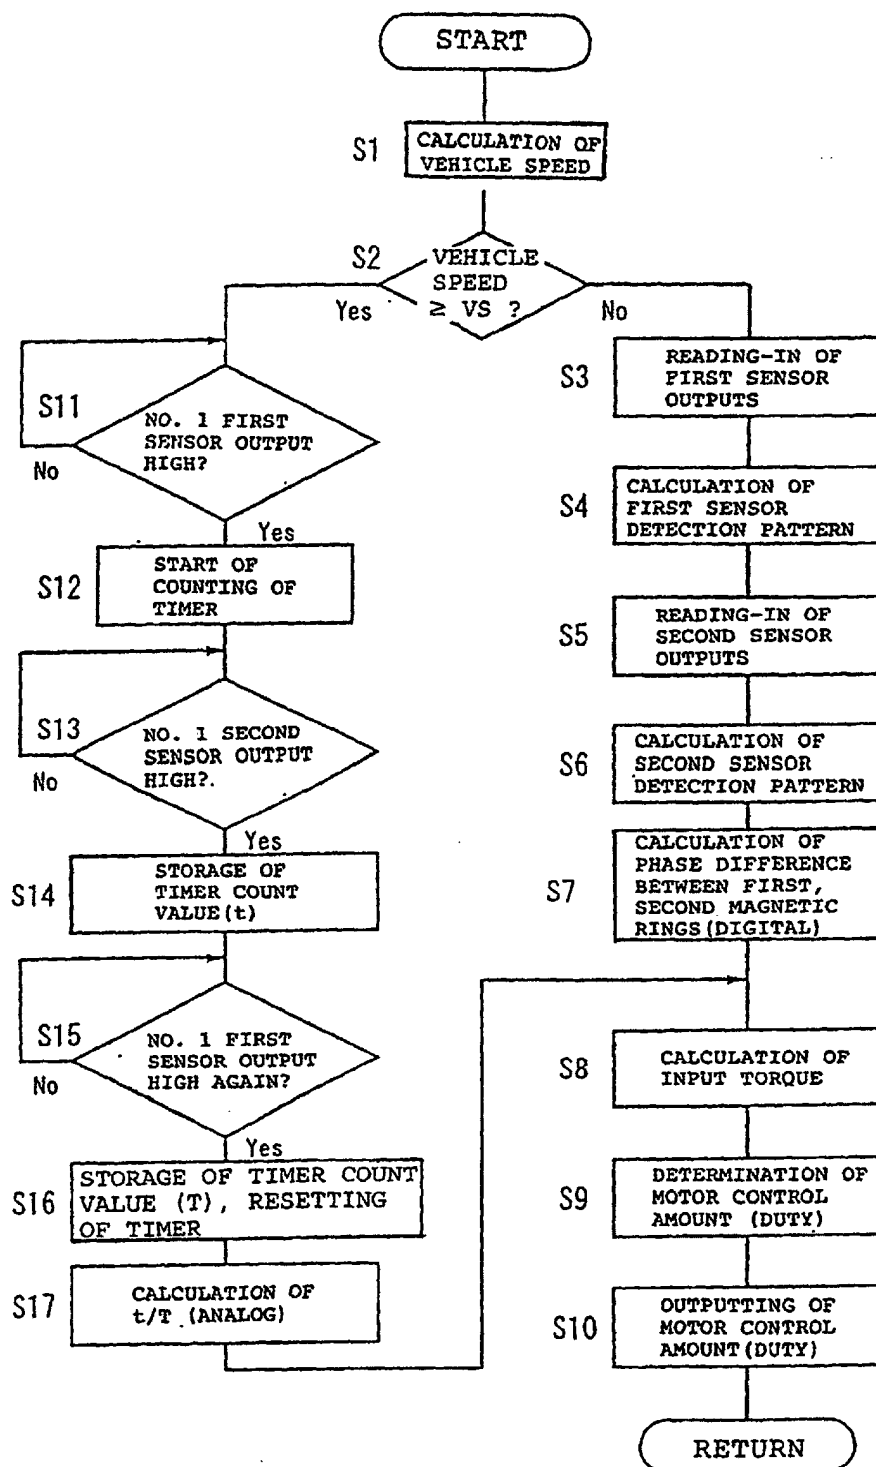 START
S1
CALCULATION OF
VEHICLE SPEED
S2
VEHICLE
SPEED
≥ VS ?
Yes
No
S11
NO. 1 FIRST
SENSOR OUTPUT
HIGH?
No
Yes
S12
START OF
COUNTING OF
TIMER
S13
NO. 1 SECOND
SENSOR OUTPUT
HIGH?
No
Yes
S14
STORAGE OF
TIMER COUNT
VALUE(t)
S15
NO. 1 FIRST
SENSOR OUTPUT
HIGH AGAIN?
No
Yes
S16
STORAGE OF TIMER COUNT
VALUE (T), RESETTING
OF TIMER
S17
CALCULATION OF
t/T (ANALOG)
S3
READING-IN OF
FIRST SENSOR
OUTPUTS
S4
CALCULATION OF
FIRST SENSOR
DETECTION PATTERN
S5
READING-IN OF
SECOND SENSOR
OUTPUTS
S6
CALCULATION OF
SECOND SENSOR
DETECTION PATTERN
S7
CALCULATION OF
PHASE DIFFERENCE
BETWEEN FIRST,
SECOND MAGNETIC
RINGS(DIGITAL)
S8
CALCULATION OF
INPUT TORQUE
S9
DETERMINATION OF
MOTOR CONTROL
AMOUNT (DUTY)
S10
OUTPUTTING OF
MOTOR CONTROL
AMOUNT(DUTY)
RETURN